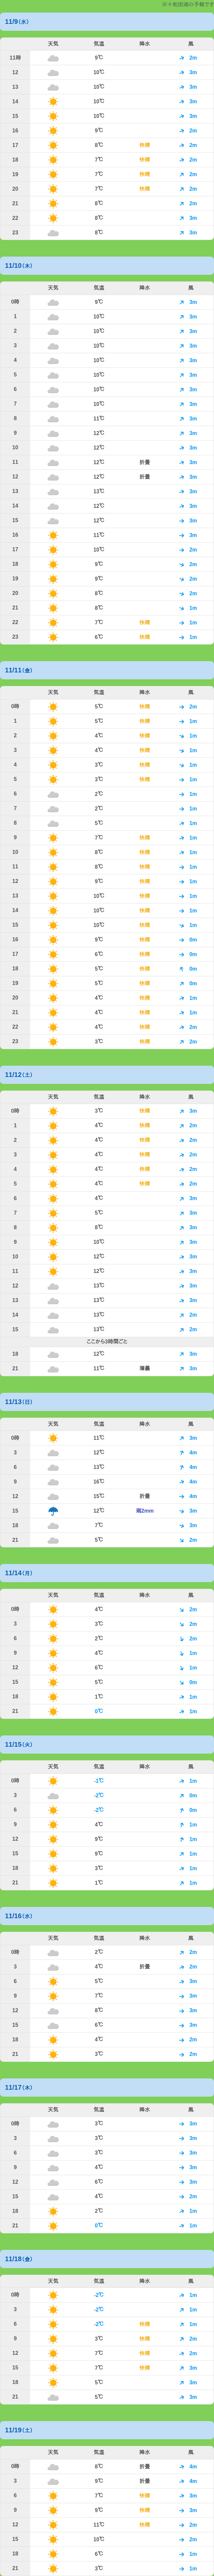 11/9(水)
天気 気温 降水 風
11時 9℃ 2m
12 10℃ 3m
13 10℃ 3m
14 10℃ 3m
15 10℃ 3m
16 9℃ 2m
17 8℃ 快晴 2m
18 7℃ 快晴 2m
19 7℃ 快晴 2m
20 7℃ 快晴 2m
21 8℃ 2m
22 8℃ 3m
23 8℃ 3m
11/10(木)
天気 気温 降水 風
0時 9℃ 3m
1 10℃ 3m
2 10℃ 3m
3 10℃ 3m
4 10℃ 3m
5 10℃ 3m
6 10℃ 3m
7 10℃ 3m
8 11℃ 3m
9 12℃ 3m
10 12℃ 3m
11 12℃ 折曇 3m
12 12℃ 折曇 3m
13 13℃ 3m
14 12℃ 3m
15 12℃ 3m
16 11℃ 3m
17 10℃ 2m
18 9℃ 2m
19 9℃ 2m
20 8℃ 2m
21 8℃ 1m
22 7℃ 快晴 1m
23 6℃ 快晴 1m
11/11(金)
天気 気温 降水 風
0時 5℃ 快晴 2m
1 5℃ 快晴 1m
2 4℃ 快晴 1m
3 4℃ 快晴 1m
4 3℃ 快晴 1m
5 3℃ 快晴 1m
6 2℃ 1m
7 2℃ 1m
8 5℃ 1m
9 7℃ 快晴 1m
10 8℃ 快晴 1m
11 8℃ 快晴 1m
12 9℃ 快晴 1m
13 10℃ 快晴 1m
14 10℃ 快晴 1m
15 10℃ 快晴 1m
16 9℃ 快晴 0m
17 6℃ 快晴 0m
18 5℃ 快晴 0m
19 5℃ 快晴 0m
20 4℃ 快晴 1m
21 4℃ 快晴 1m
22 4℃ 快晴 2m
23 3℃ 快晴 2m
11/12(土)
天気 気温 降水 風
0時 3℃ 快晴 3m
1 4℃ 快晴 2m
2 4℃ 快晴 2m
3 4℃ 快晴 2m
4 4℃ 快晴 2m
5 4℃ 快晴 2m
6 4℃ 3m
7 5℃ 3m
8 8℃ 3m
9 10℃ 3m
10 12℃ 3m
11 12℃ 3m
12 13℃ 3m
13 13℃ 3m
14 13℃ 2m
15 13℃ 2m
ここから3時間ごと
18 12℃ 3m
21 11℃ 薄曇 3m
11/13(日)
天気 気温 降水 風
0時 11℃ 3m
3 12℃ 4m
6 13℃ 4m
9 16℃ 4m
12 15℃ 折曇 4m
15 12℃ 雨2mm 3m
18 7℃ 3m
21 5℃ 2m
11/14(月)
天気 気温 降水 風
0時 4℃ 2m
3 3℃ 2m
6 2℃ 2m
9 4℃ 1m
12 6℃ 1m
15 5℃ 0m
18 1℃ 1m
21 0℃ 1m
11/15(火)
天気 気温 降水 風
0時 -1℃ 1m
3 -2℃ 0m
6 -2℃ 0m
9 4℃ 1m
12 9℃ 1m
15 9℃ 1m
18 3℃ 1m
21 1℃ 1m
11/16(水)
天気 気温 降水 風
0時 2℃ 2m
3 4℃ 折曇 2m
6 5℃ 3m
9 7℃ 3m
12 8℃ 3m
15 6℃ 3m
18 4℃ 2m
21 3℃ 2m
11/17(木)
天気 気温 降水 風
0時 3℃ 3m
3 3℃ 3m
6 3℃ 3m
9 4℃ 3m
12 6℃ 3m
15 4℃ 2m
18 2℃ 1m
21 0℃ 1m
11/18(金)
天気 気温 降水 風
0時 -2℃ 1m
3 -2℃ 1m
6 -2℃ 快晴 1m
9 3℃ 快晴 2m
12 7℃ 快晴 2m
15 7℃ 快晴 3m
18 5℃ 3m
21 5℃ 3m
11/19(土)
天気 気温 降水 風
0時 8℃ 折曇 4m
3 9℃ 折曇 4m
6 7℃ 快晴 3m
9 9℃ 快晴 3m
12 11℃ 快晴 2m
15 10℃ 2m
18 6℃ 1m
21 3℃ 1m